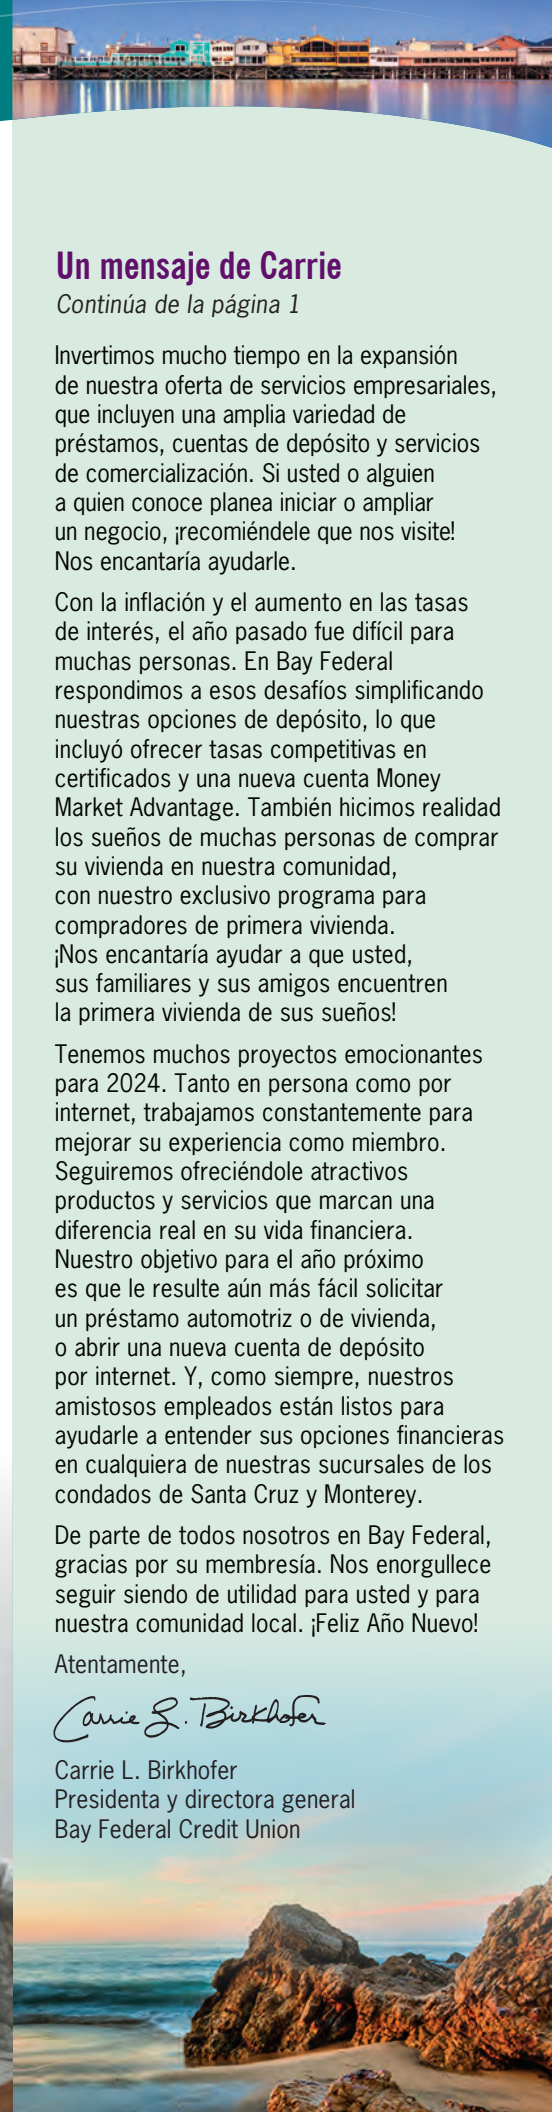 Un mensaje de Carrie
Continúa de la página 1
Invertimos mucho tiempo en la expansión
de nuestra oferta de servicios empresariales,
que incluyen una amplia variedad de
préstamos, cuentas de depósito y servicios
de comercialización. Si usted o alguien
a quien conoce planea iniciar o ampliar
un negocio, ¡recomiéndele que nos visite!
Nos encantaría ayudarle.
Con la inflación y el aumento en las tasas
de interés, el año pasado fue difícil para
muchas personas. En Bay Federal
respondimos a esos desafíos simplificando
nuestras opciones de depósito, lo que
incluyó ofrecer tasas competitivas en
certificados y una nueva cuenta Money
Market Advantage. También hicimos realidad
los sueños de muchas personas de comprar
su vivienda en nuestra comunidad,
con nuestro exclusivo programa para
compradores de primera vivienda.
¡Nos encantaría ayudar a que usted,
sus familiares y sus amigos encuentren
la primera vivienda de sus sueños!
Tenemos muchos proyectos emocionantes
para 2024. Tanto en persona como por
internet, trabajamos constantemente para
mejorar su experiencia como miembro.
Seguiremos ofreciéndole atractivos
productos y servicios que marcan una
diferencia real en su vida financiera.
Nuestro objetivo para el año próximo
es que le resulte aún más fácil solicitar
un préstamo automotriz o de vivienda,
o abrir una nueva cuenta de depósito
por internet. Y, como siempre, nuestros
amistosos empleados están listos para
ayudarle a entender sus opciones financieras
en cualquiera de nuestras sucursales de los
condados de Santa Cruz y Monterey.
De parte de todos nosotros en Bay Federal,
gracias por su membresía. Nos enorgullece
seguir siendo de utilidad para usted y para
nuestra comunidad local. ¡Feliz Año Nuevo!
Atentamente,
Carrie L. Birkhofer
Carrie L. Birkhofer
Presidenta y directora general
Bay Federal Credit Union